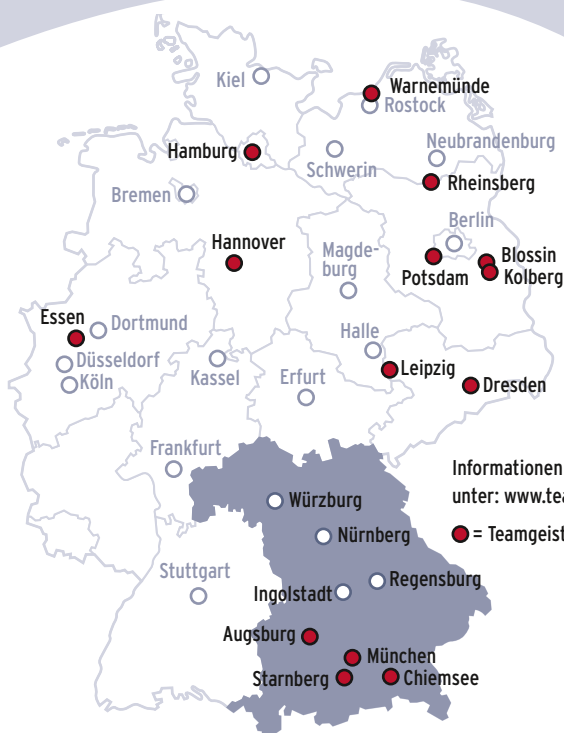 Kiel
Warnemünde
Rostock
Hamburg
Schwerin
Neubrandenburg
Rheinsberg
Bremen
Berlin
Hannover
Magde-
burg
Potsdam
Blossin
Kolberg
Essen
Dortmund
Halle
Düsseldorf
Kassel
Leipzig
Köln
Erfurt
Dresden
Frankfurt
Informationen
unter: www.tea
Würzburg
= Teamgeist
Nürnberg
Stuttgart
Regensburg
Ingolstadt
Augsburg
München
Starnberg
Chiemsee